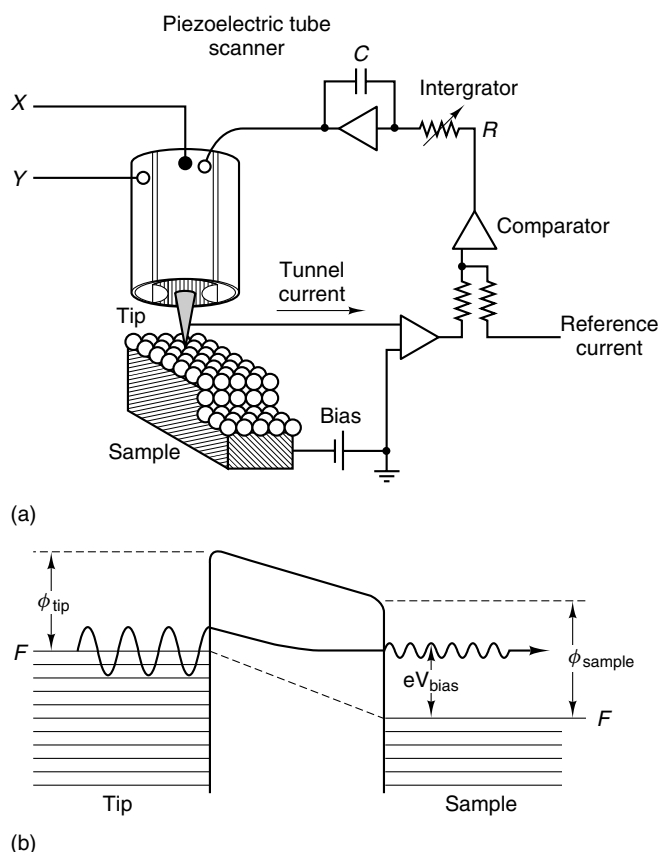 Piezoelectric tube
scanner
C
Intergrator
X
R
Y
Comparator
Tunnel
current
Tip
Reference
current
Bias
Sample
(a)
ϕtip
F
ϕsample
eVbias
F
Tip
Sample
(b)